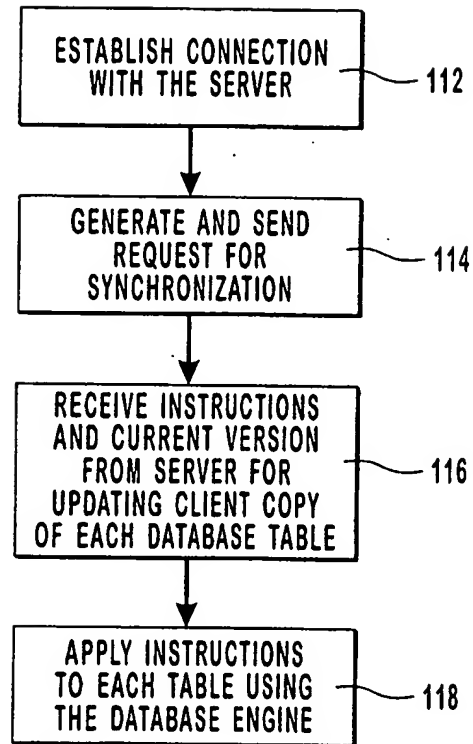 ESTABLISH CONNECTION
WITH THE SERVER
112
GENERATE AND SEND
REQUEST FOR
SYNCHRONIZATION
114
RECEIVE INSTRUCTIONS
AND CURRENT VERSION
FROM SERVER FOR
UPDATING CLIENT COPY
OF EACH DATABASE TABLE
116
APPLY INSTRUCTIONS
TO EACH TABLE USING
THE DATABASE ENGINE
118